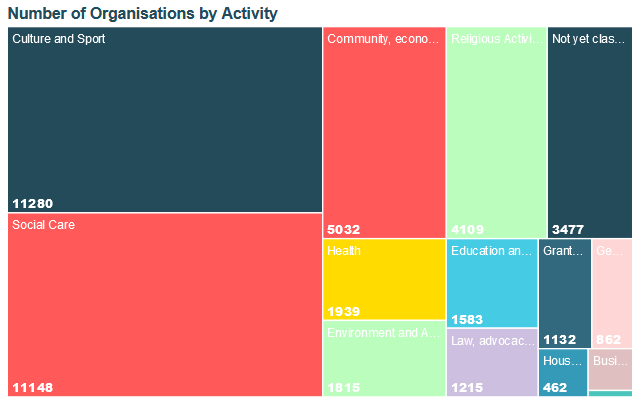 Number of Organisations by Activity
Culture and Sport
11280
Social Care
11148
Community, econo...
5032
Religious Activi...
4109
Not yet clas...
3477
Health
1939
Environment and A...
1815
Education an...
1583
Law, advocac...
1215
Grant...
1132
Ge...
862
Hous...
462
Busi...